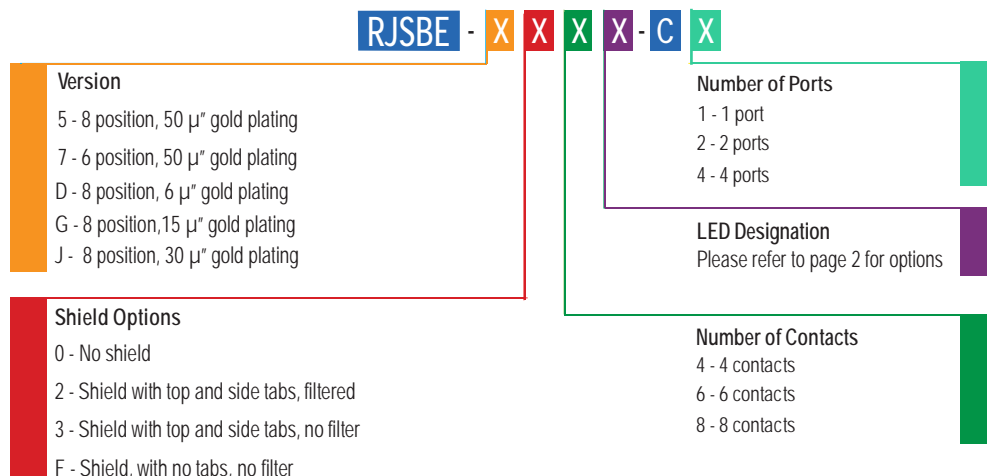 RJSBE - X X X X - C X
Version
5 - 8 position, 50 µ" gold plating
7 - 6 position, 50 µ" gold plating
D - 8 position, 6 µ" gold plating
G - 8 position,15 µ" gold plating
J - 8 position, 30 µ" gold plating
Shield Options
0 - No shield
2 - Shield with top and side tabs, filtered
3 - Shield with top and side tabs, no filter
F - Shield, with no tabs, no filter
Number of Ports
1 - 1 port
2 - 2 ports
4 - 4 ports
LED Designation
Please refer to page 2 for options
Number of Contacts
4 - 4 contacts
6 - 6 contacts
8 - 8 contacts